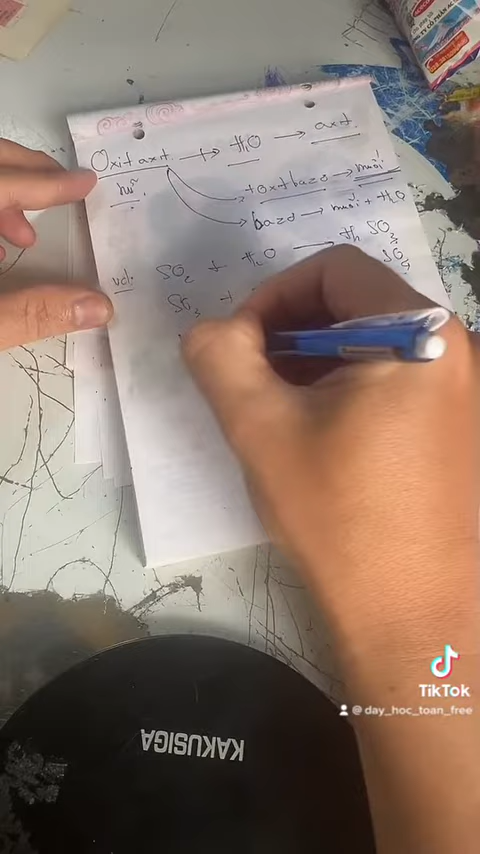 Oxit axit + H₂O → axit
+ oxit bazơ → muối
bazơ → muối + H₂O
vd: SO₂ + H₂O → H₂SO₃
SO₃ +
KAKUSIGA
TikTok
@day_hoc_toan_free